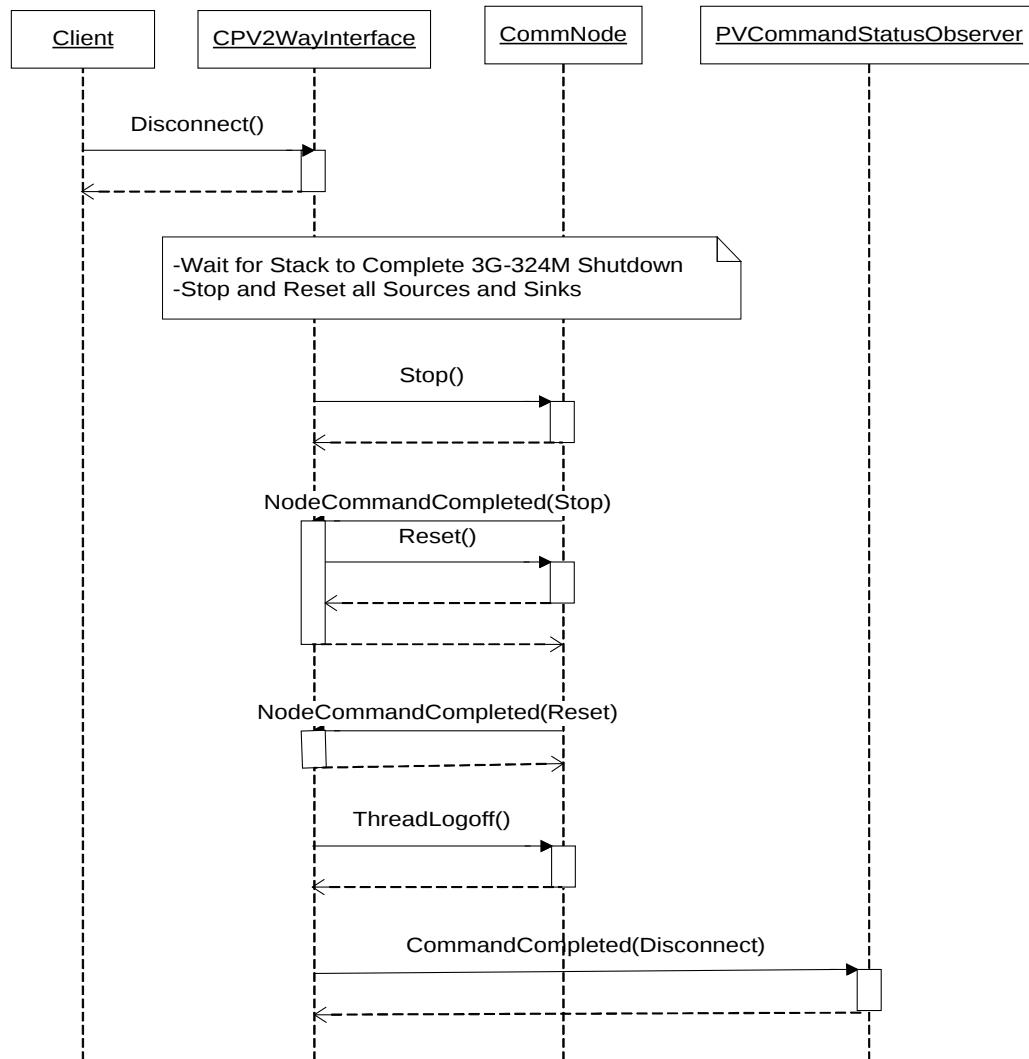 Client
CPV2WayInterface
CommNode
PVCommandStatusObserver
Disconnect()
-Wait for Stack to Complete 3G-324M Shutdown
-Stop and Reset all Sources and Sinks
Stop()
NodeCommandCompleted(Stop)
Reset()
NodeCommandCompleted(Reset)
ThreadLogoff()
CommandCompleted(Disconnect)